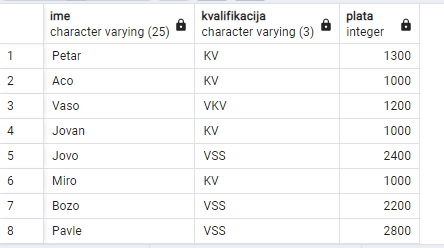 ime kvalifikacija plata
character varying (25) character varying (3) integer
1 Petar KV 1300
2 Aco KV 1000
3 Vaso VKV 1200
4 Jovan KV 1000
5 Jovo VSS 2400
6 Miro KV 1000
7 Bozo VSS 2200
8 Pavle VSS 2800